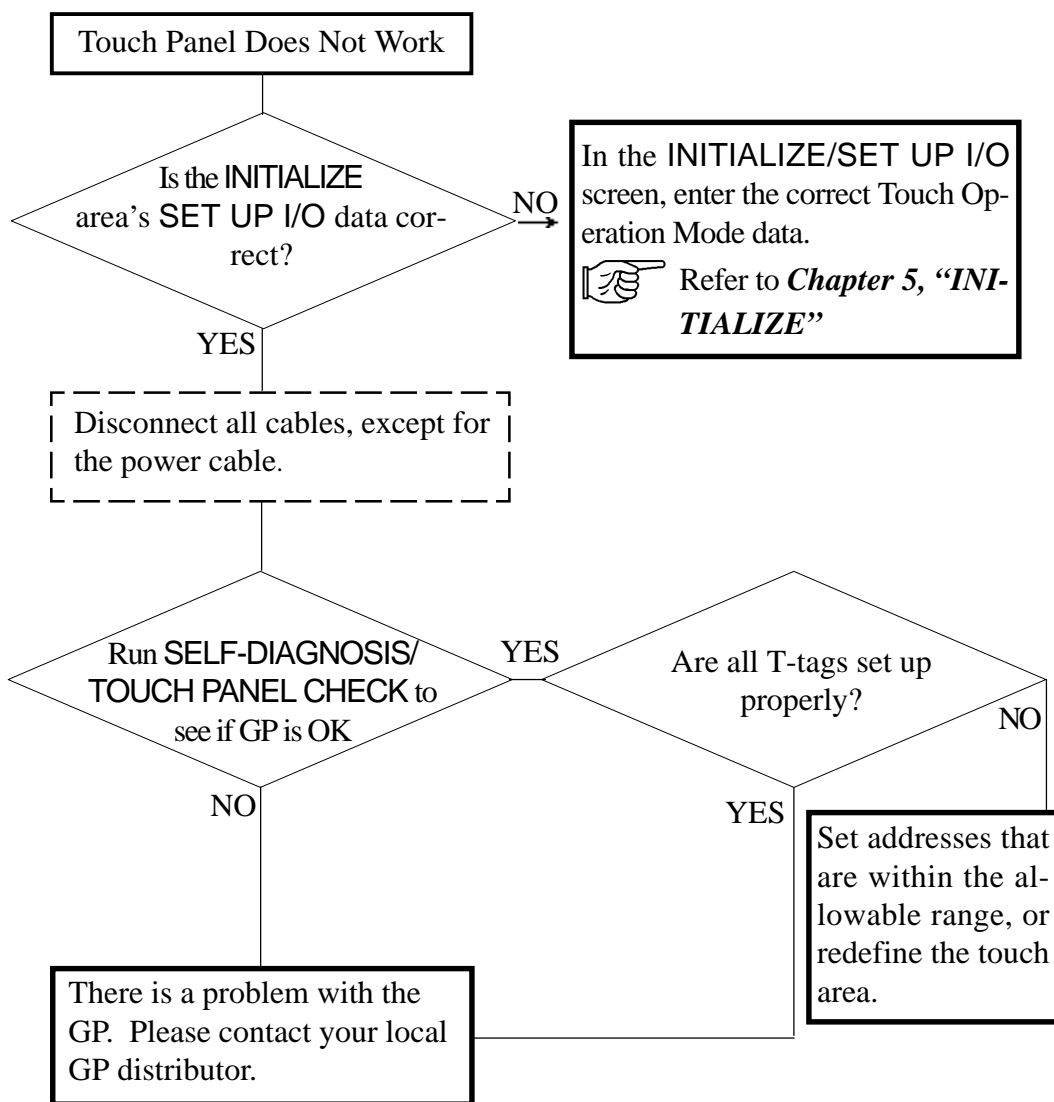 Touch Panel Does Not Work
Is the INITIALIZE
area’s SET UP I/O data cor-
rect?
NO
In the INITIALIZE/SET UP I/O
screen, enter the correct Touch Op-
eration Mode data.
Refer to Chapter 5, “INI-
TIALIZE”
YES
Disconnect all cables, except for
the power cable.
Run SELF-DIAGNOSIS/
TOUCH PANEL CHECK to
see if GP is OK
YES
Are all T-tags set up
properly?
NO
NO
YES
Set addresses that
are within the al-
lowable range, or
redefine the touch
area.
There is a problem with the
GP. Please contact your local
GP distributor.